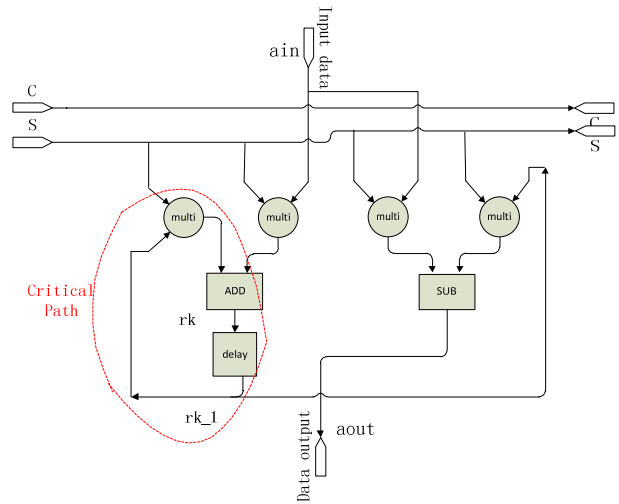 Input data
ain
C
S
C
S
multi
multi
multi
multi
Critical
Path
ADD
SUB
rk
delay
rk_1
aout
Data output